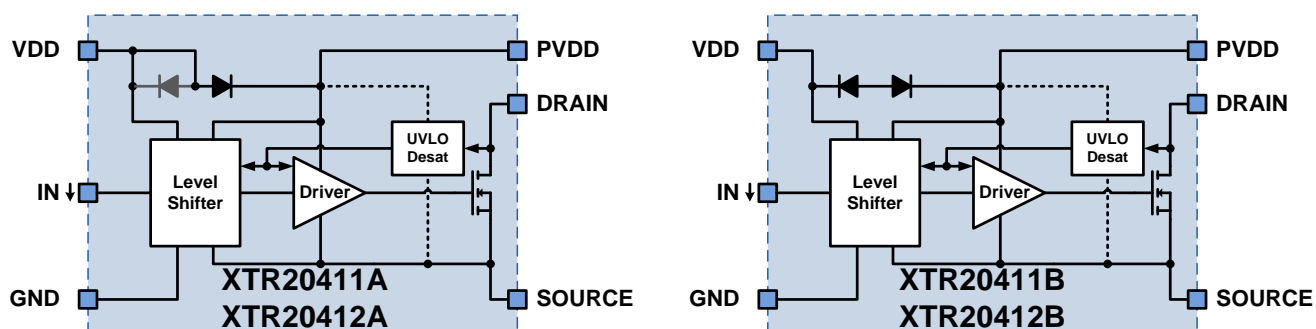 VDD
PVDD
DRAIN
UVLO
Desat
IN
Level
Shifter
Driver
XTR20411A
GND
SOURCE
XTR20412A
VDD
PVDD
DRAIN
UVLO
Desat
IN
Level
Shifter
Driver
XTR20411B
GND
SOURCE
XTR20412B